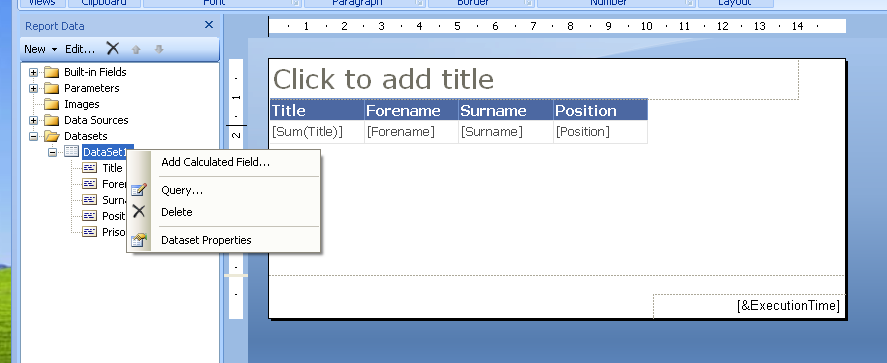 Views Clipboard Font Paragraph Border Number Layout
Report Data
New Edit...
Built-in Fields
Parameters
Images
Data Sources
Datasets
DataSet1
Title
Foren
Surna
Posit
Priso
Add Calculated Field...
Query...
Delete
Dataset Properties
1 2 3 4 5 6 7 8 9 10 11 12 13 14
1
2
Click to add title
Title Forename Surname Position
[Sum(Title)] [Forename] [Surname] [Position]
[&ExecutionTime]